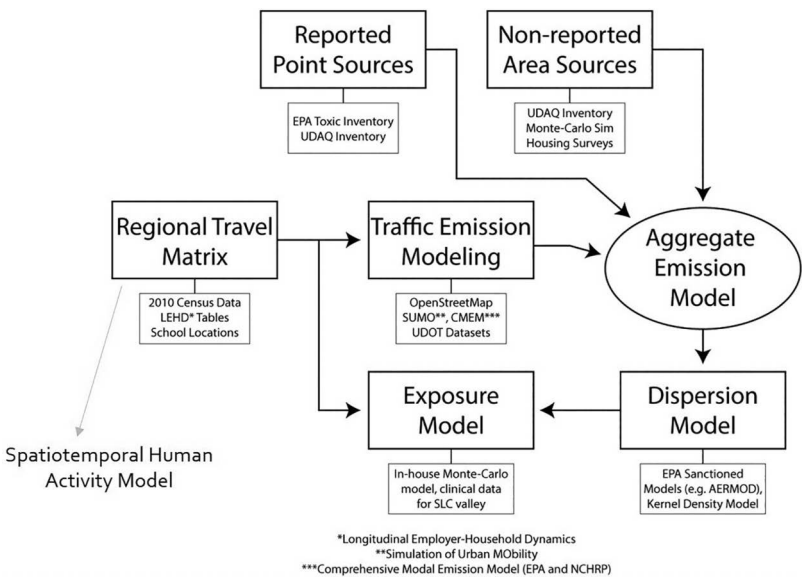 Reported
Point Sources
Non-reported
Area Sources
EPA Toxic Inventory
UDAQ Inventory
UDAQ Inventory
Monte-Carlo Sim
Housing Surveys
Regional Travel
Matrix
Traffic Emission
Modeling
Aggregate
Emission
Model
2010 Census Data
LEHD* Tables
School Locations
OpenStreetMap
SUMO**, CMEM***
UDOT Datasets
Exposure
Model
Dispersion
Model
Spatiotemporal Human
Activity Model
In-house Monte-Carlo
model, clinical data
for SLC valley
EPA Sanctioned
Models (e.g. AERMOD),
Kernel Density Model
*Longitudinal Employer-Household Dynamics
**Simulation of Urban MObility
***Comprehensive Modal Emission Model (EPA and NCHRP)